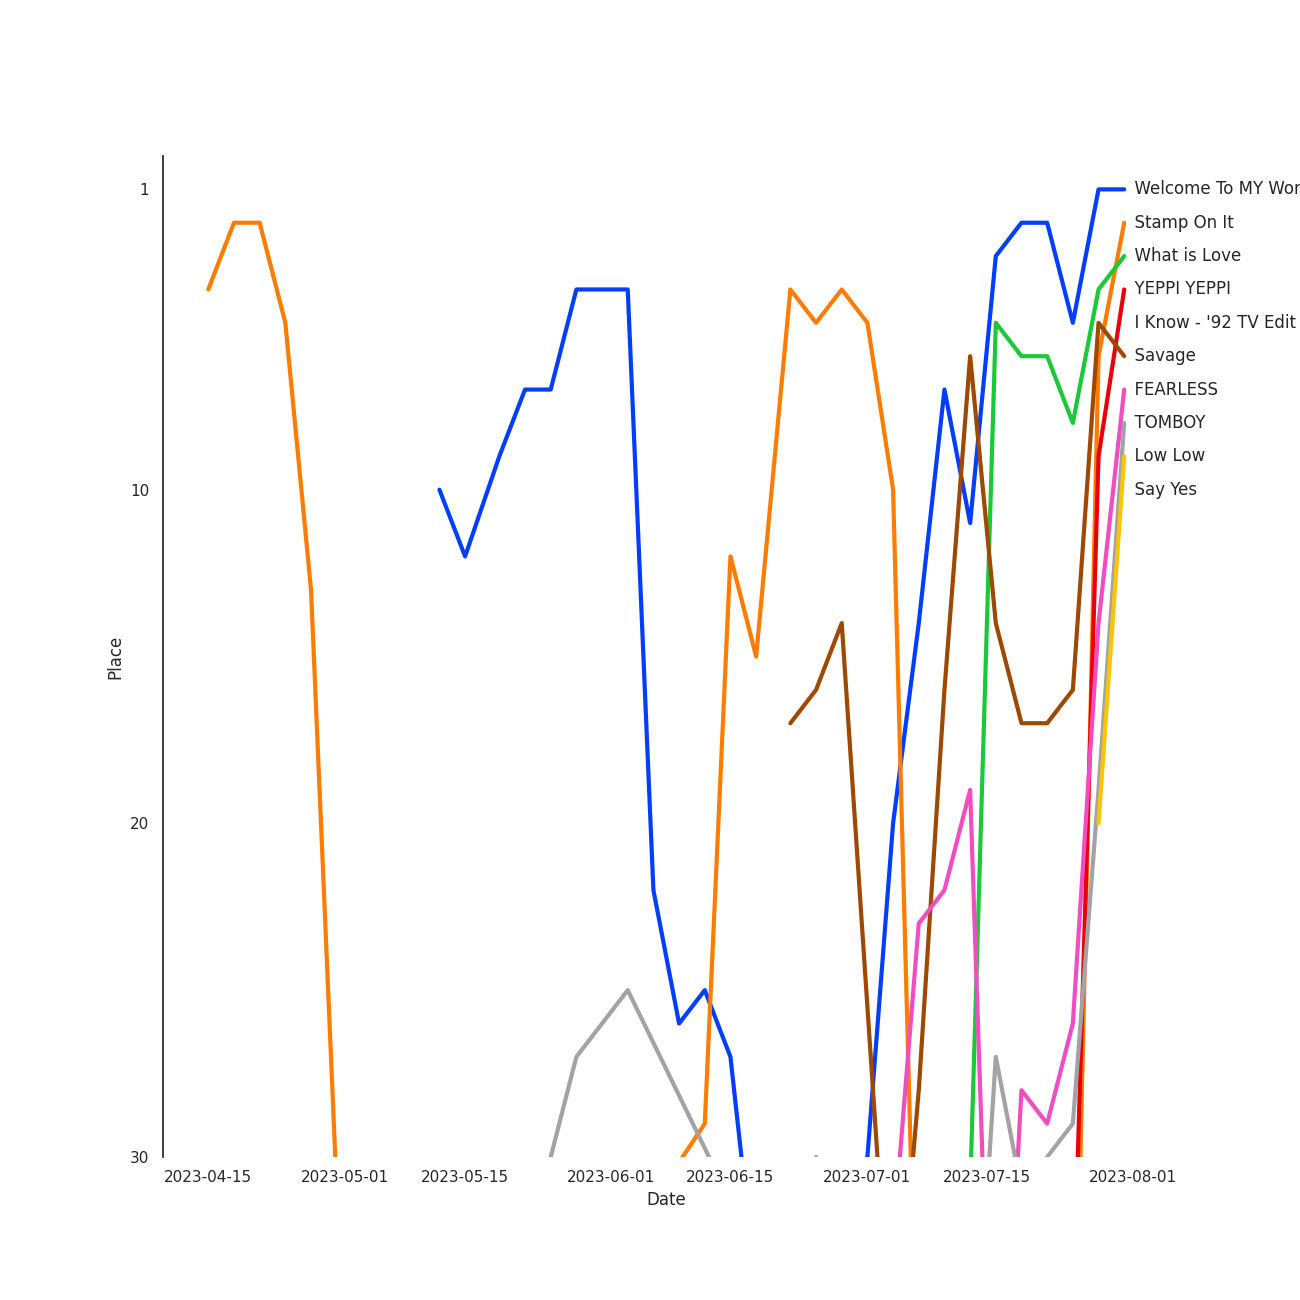 1
Welcome To MY Wor
Stamp On It
What is Love
YEPPI YEPPI
I Know - '92 TV Edit
Savage
FEARLESS
TOMBOY
Low Low
10
Say Yes
Place
20
30
2023-04-15
2023-05-01
2023-05-15
2023-06-01
2023-06-15
2023-07-01
2023-07-15
2023-08-01
Date